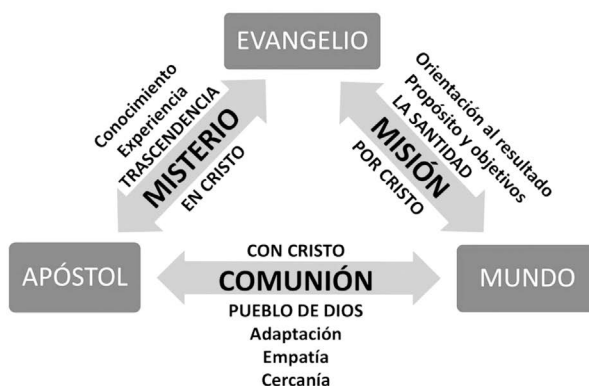 EVANGELIO
Conocimiento
Experiencia
TRASCENDENCIA
MISTERIO
EN CRISTO
Orientación al resultado
Propósito y objetivos
LA SANTIDAD
MISIÓN
POR CRISTO
APÓSTOL
CON CRISTO
COMUNIÓN
PUEBLO DE DIOS
Adaptación
Empatía
Cercanía
MUNDO